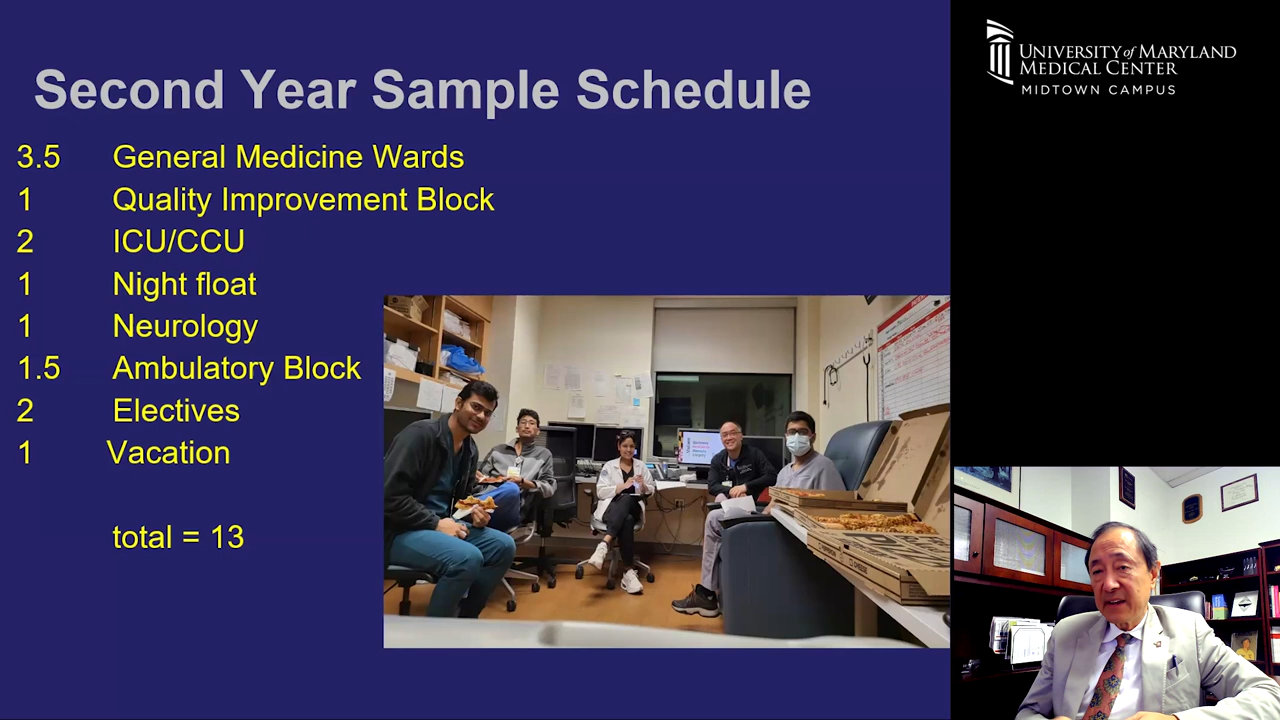 Second Year Sample Schedule
3.5 General Medicine Wards
1 Quality Improvement Block
2 ICU/CCU
1 Night float
1 Neurology
1.5 Ambulatory Block
2 Electives
1 Vacation
total = 13
UNIVERSITY of MARYLAND
MEDICAL CENTER
MIDTOWN CAMPUS